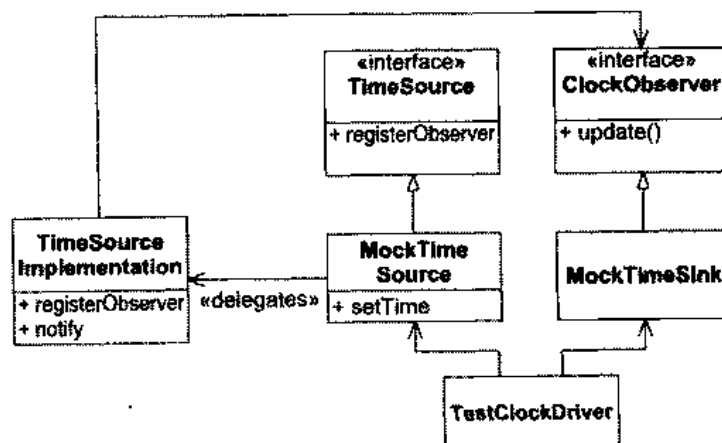 «interface»
TimeSource
+ registerObserver
«interface»
ClockObserver
+ update()
TimeSource
Implementation
+ registerObserver
+ notify
«delegates»
MockTime
Source
+ setTime
MockTimeSink
TestClockDriver